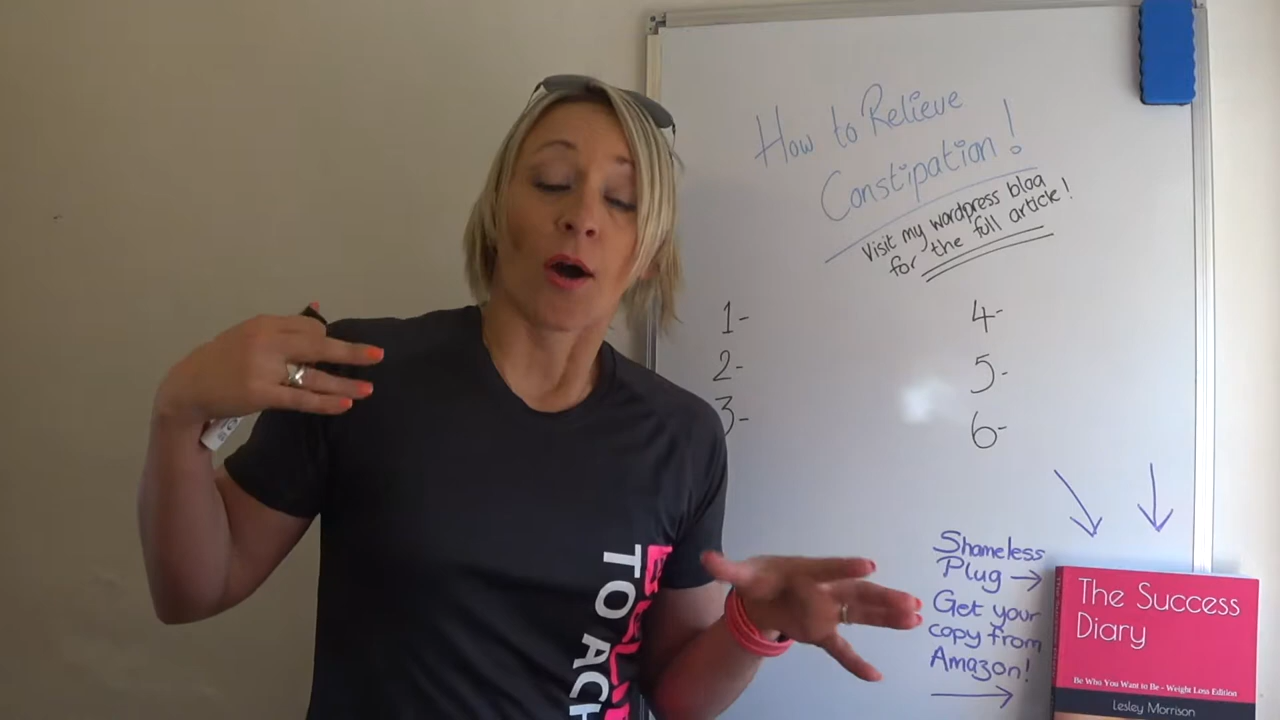 How to Relieve
Constipation!
Visit my wordpress blog
for the full article!
1-
2-
3-
4-
5-
6-
Shameless
Plug →
Get your
copy from
Amazon!
The Success
Diary
Be Who You Want to Be - Weight Loss Edition
Lesley Morrison
TO ACH